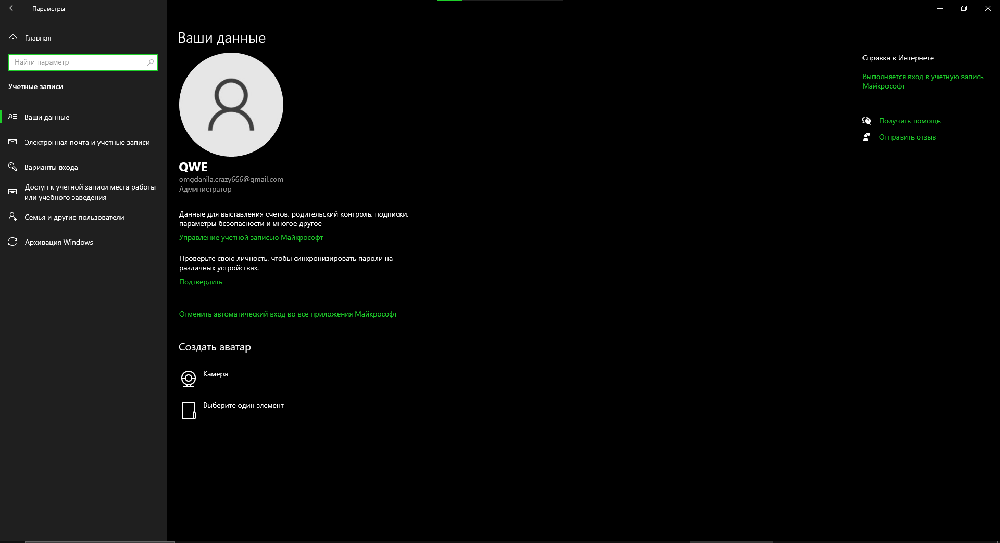 Параметры
Главная
Найти параметр
Учетные записи
Ваши данные
Электронная почта и учетные записи
Варианты входа
Доступ к учетной записи места работы
или учебного заведения
Семья и другие пользователи
Архивация Windows
Ваши данные
QWE
omgdanila.crazy666@gmail.com
Администратор
Данные для выставления счетов, родительский контроль, подписки,
параметры безопасности и многое другое
Управление учетной записью Майкрософт
Проверьте свою личность, чтобы синхронизировать пароли на
различных устройствах.
Подтвердить
Отменить автоматический вход во все приложения Майкрософт
Создать аватар
Камера
Выберите один элемент
Справка в Интернете
Выполняется вход в учетную запись
Майкрософт
Получить помощь
Отправить отзыв